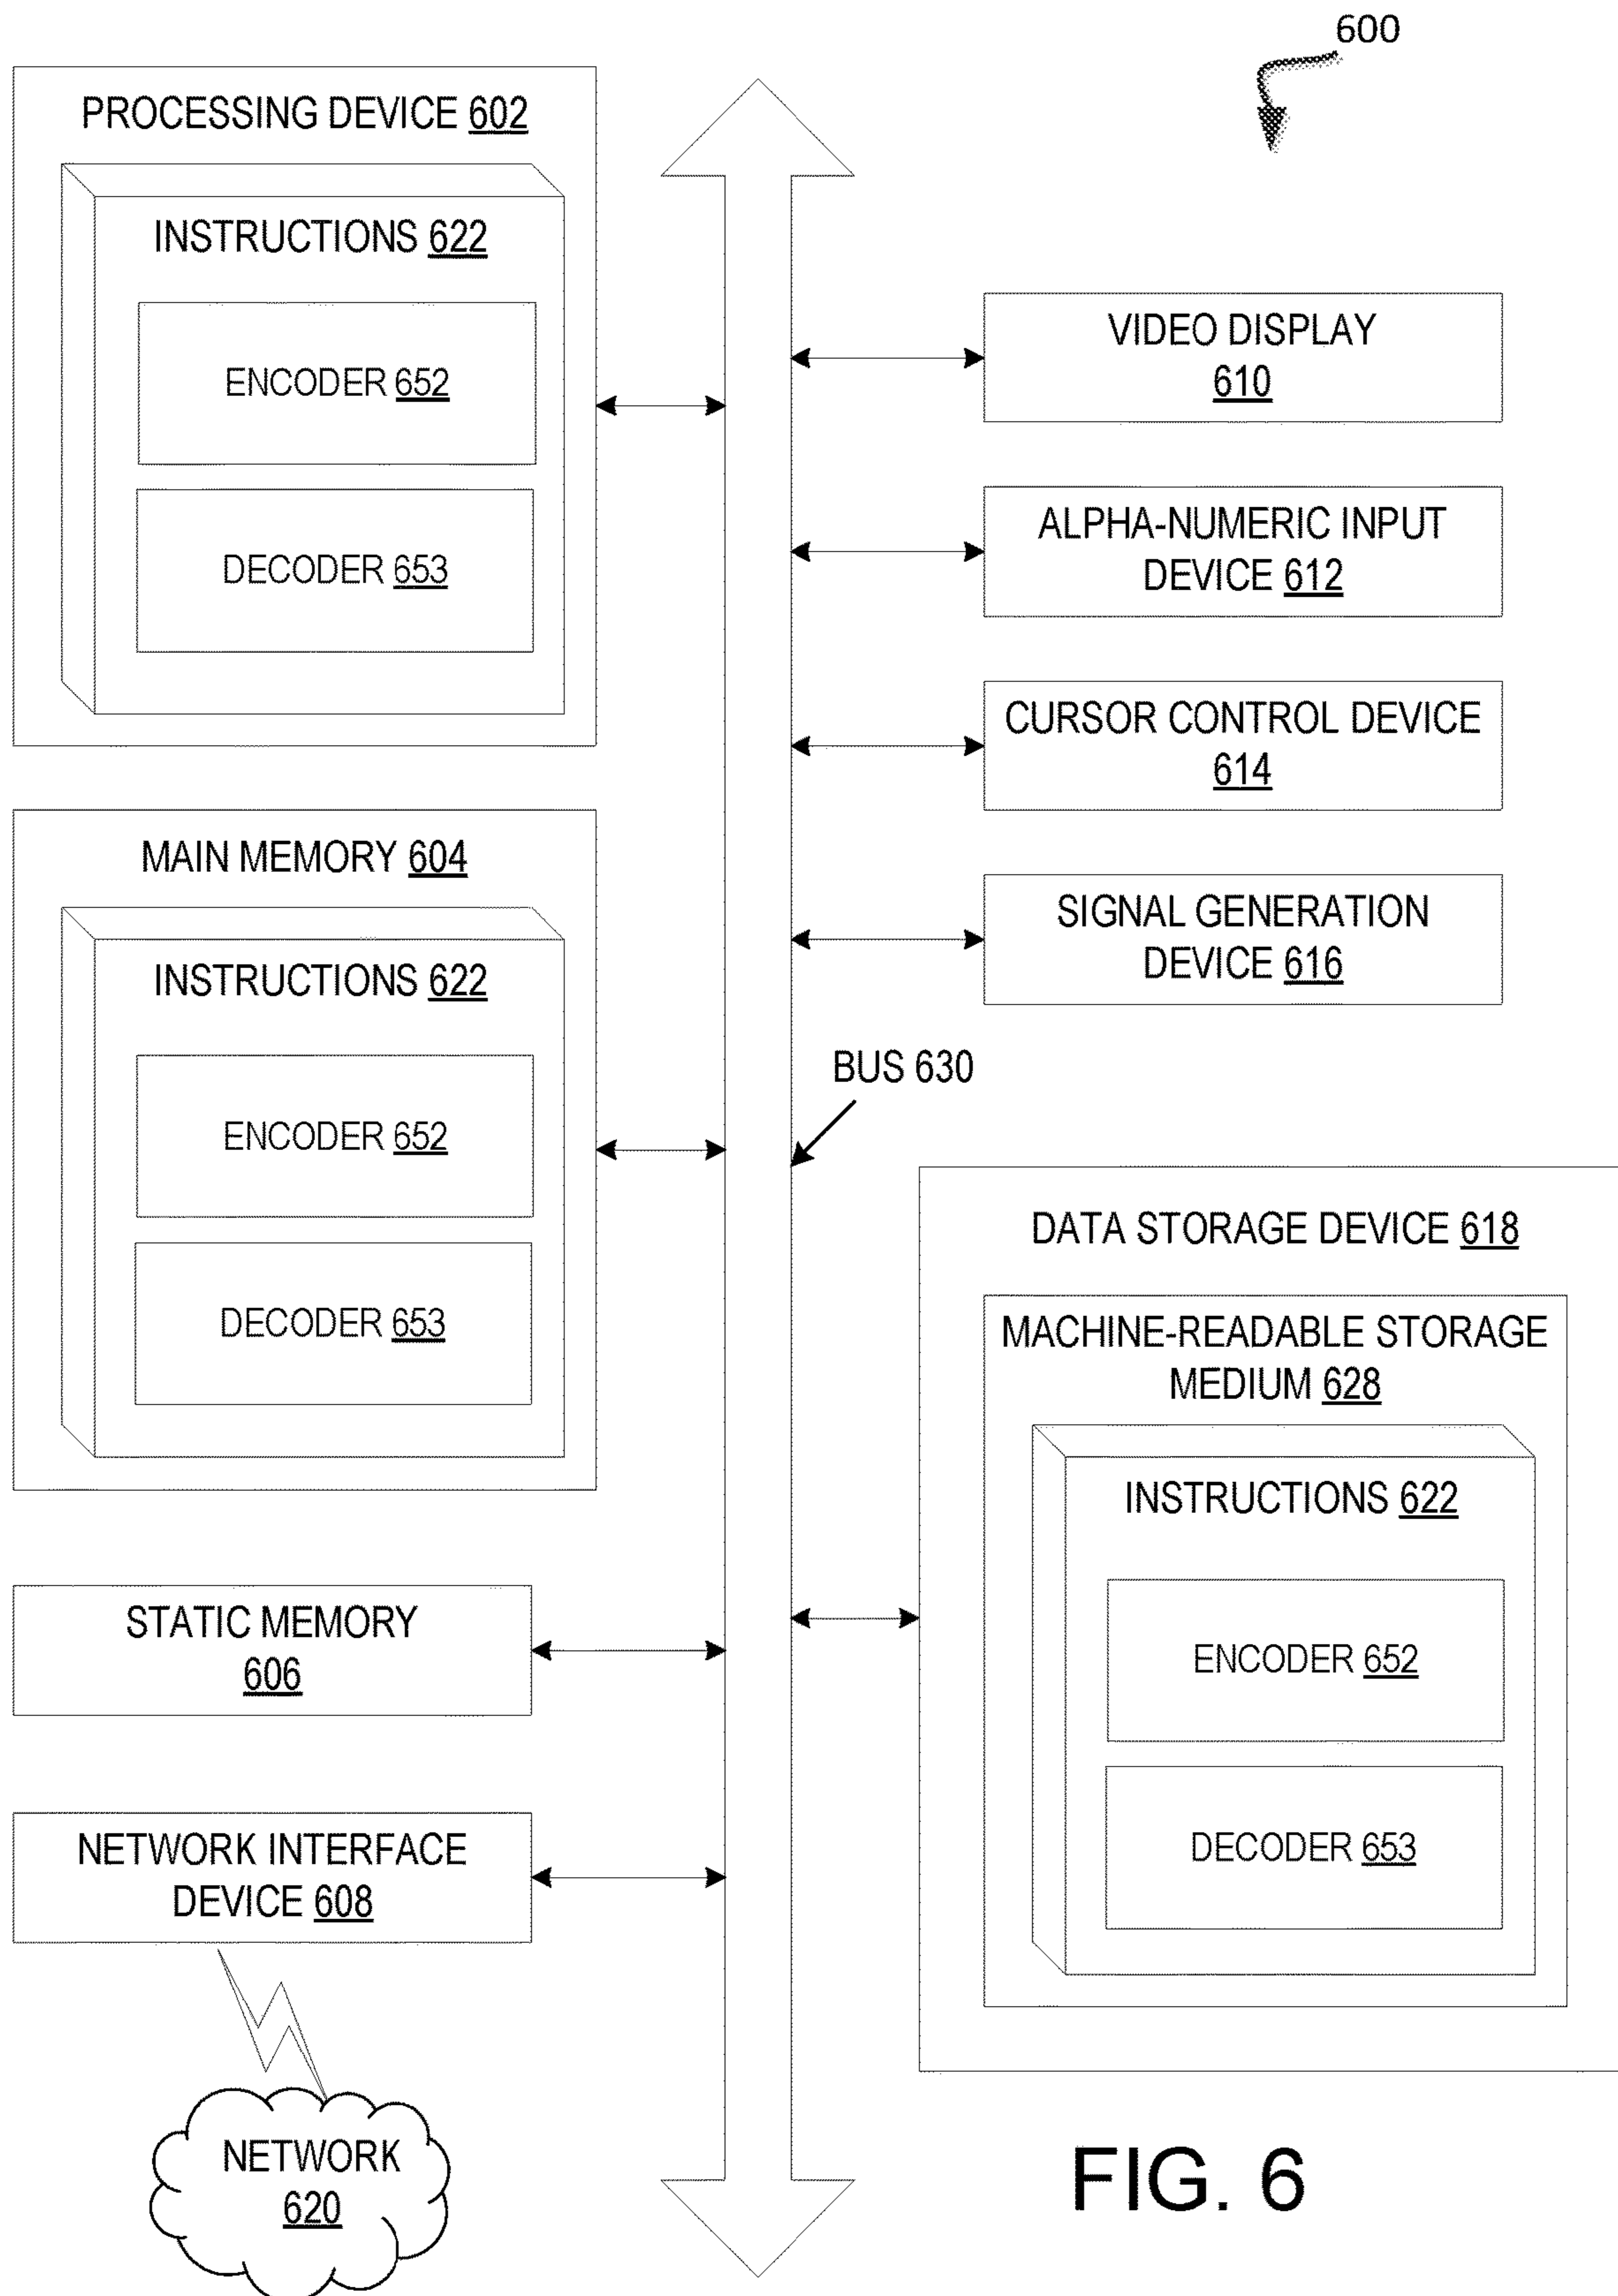 600
PROCESSING DEVICE 602
INSTRUCTIONS 622
ENCODER 652
DECODER 653
MAIN MEMORY 604
INSTRUCTIONS 622
ENCODER 652
DECODER 653
STATIC MEMORY
606
NETWORK INTERFACE
DEVICE 608
NETWORK
620
VIDEO DISPLAY
610
ALPHA-NUMERIC INPUT
DEVICE 612
CURSOR CONTROL DEVICE
614
SIGNAL GENERATION
DEVICE 616
BUS 630
DATA STORAGE DEVICE 618
MACHINE-READABLE STORAGE
MEDIUM 628
INSTRUCTIONS 622
ENCODER 652
DECODER 653
FIG. 6